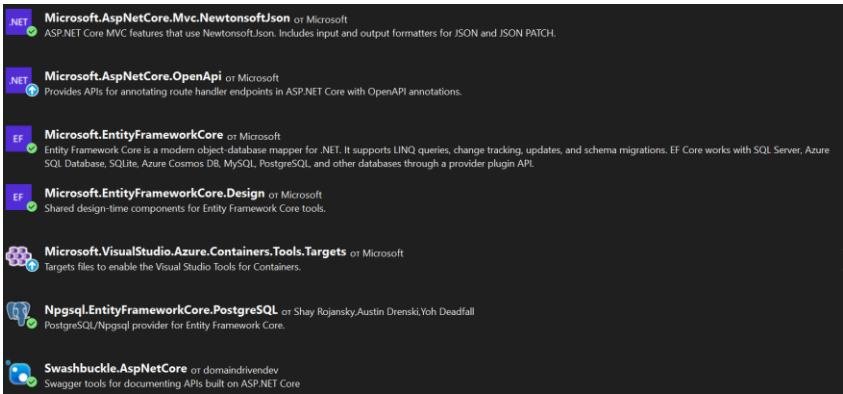 .NET
Microsoft.AspNetCore.Mvc.NewtonsoftJson от Microsoft
ASP.NET Core MVC features that use Newtonsoft.Json. Includes input and output formatters for JSON and JSON PATCH.
.NET
Microsoft.AspNetCore.OpenApi от Microsoft
Provides APIs for annotating route handler endpoints in ASP.NET Core with OpenAPI annotations.
EF
Microsoft.EntityFrameworkCore от Microsoft
Entity Framework Core is a modern object-database mapper for .NET. It supports LINQ queries, change tracking, updates, and schema migrations. EF Core works with SQL Server, Azure
SQL Database, SQLite, Azure Cosmos DB, MySQL, PostgreSQL, and other databases through a provider plugin API.
EF
Microsoft.EntityFrameworkCore.Design от Microsoft
Shared design-time components for Entity Framework Core tools.
Microsoft.VisualStudio.Azure.Containers.Tools.Targets от Microsoft
Targets files to enable the Visual Studio Tools for Containers.
Npgsql.EntityFrameworkCore.PostgreSQL от Shay Rojansky,Austin Drenski,Yoh Deadfall
PostgreSQL/Npgsql provider for Entity Framework Core.
Swashbuckle.AspNetCore от domaindrivendev
Swagger tools for documenting APIs built on ASP.NET Core